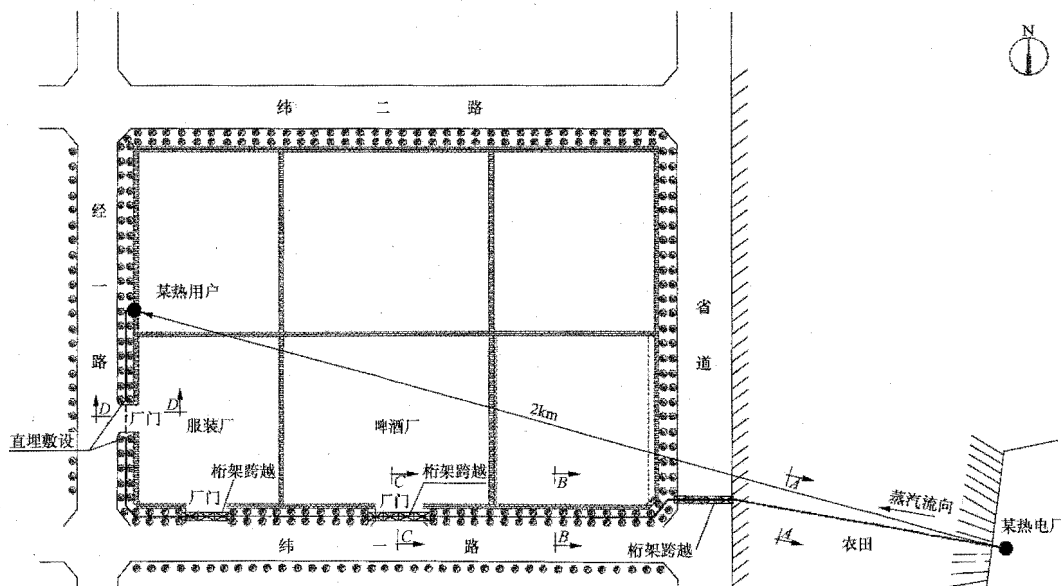 N
纬二路
经一路
某热用户
省道
D
D
厂门
服装厂
啤酒厂
2km
直埋敷设
桁架跨越
厂门
C
桁架跨越
厂门
B
A
蒸汽流向
某热电厂
C
纬一路
B
桁架跨越
A
农田